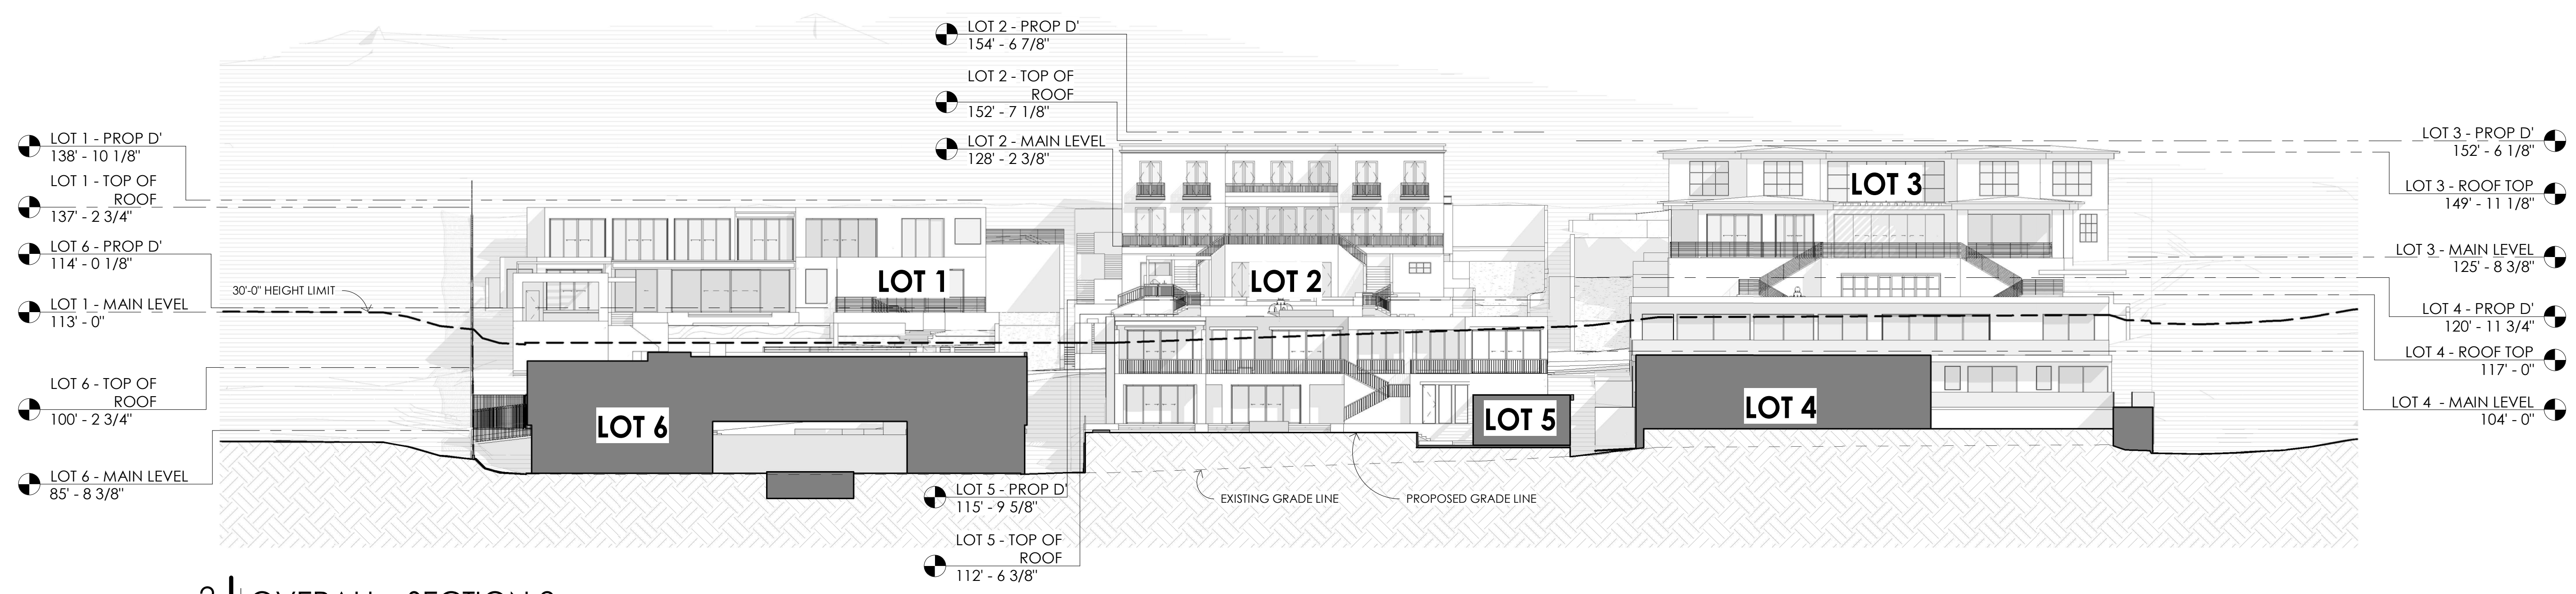 LOT 2 - PROP D'
154' - 6 7/8"
LOT 2 - TOP OF
ROOF
152' - 7 1/8"
LOT 2 - MAIN LEVEL
128' - 2 3/8"
LOT 1 - PROP D'
138' - 10 1/8"
LOT 1 - TOP OF
ROOF
137' - 2 3/4"
LOT 6 - PROP D'
114' - 0 1/8"
30'-0" HEIGHT LIMIT
LOT 1 - MAIN LEVEL
113' - 0"
LOT 6 - TOP OF
ROOF
100' - 2 3/4"
LOT 6 - MAIN LEVEL
85' - 8 3/8"
LOT 1
LOT 2
LOT 3
LOT 6
LOT 5
LOT 4
LOT 3 - PROP D'
152' - 6 1/8"
LOT 3 - ROOF TOP
149' - 11 1/8"
LOT 3 - MAIN LEVEL
125' - 8 3/8"
LOT 4 - PROP D'
120' - 11 3/4"
LOT 4 - ROOF TOP
117' - 0"
LOT 4 - MAIN LEVEL
104' - 0"
LOT 5 - PROP D'
115' - 9 5/8"
EXISTING GRADE LINE
PROPOSED GRADE LINE
LOT 5 - TOP OF
ROOF
112' - 6 3/8"